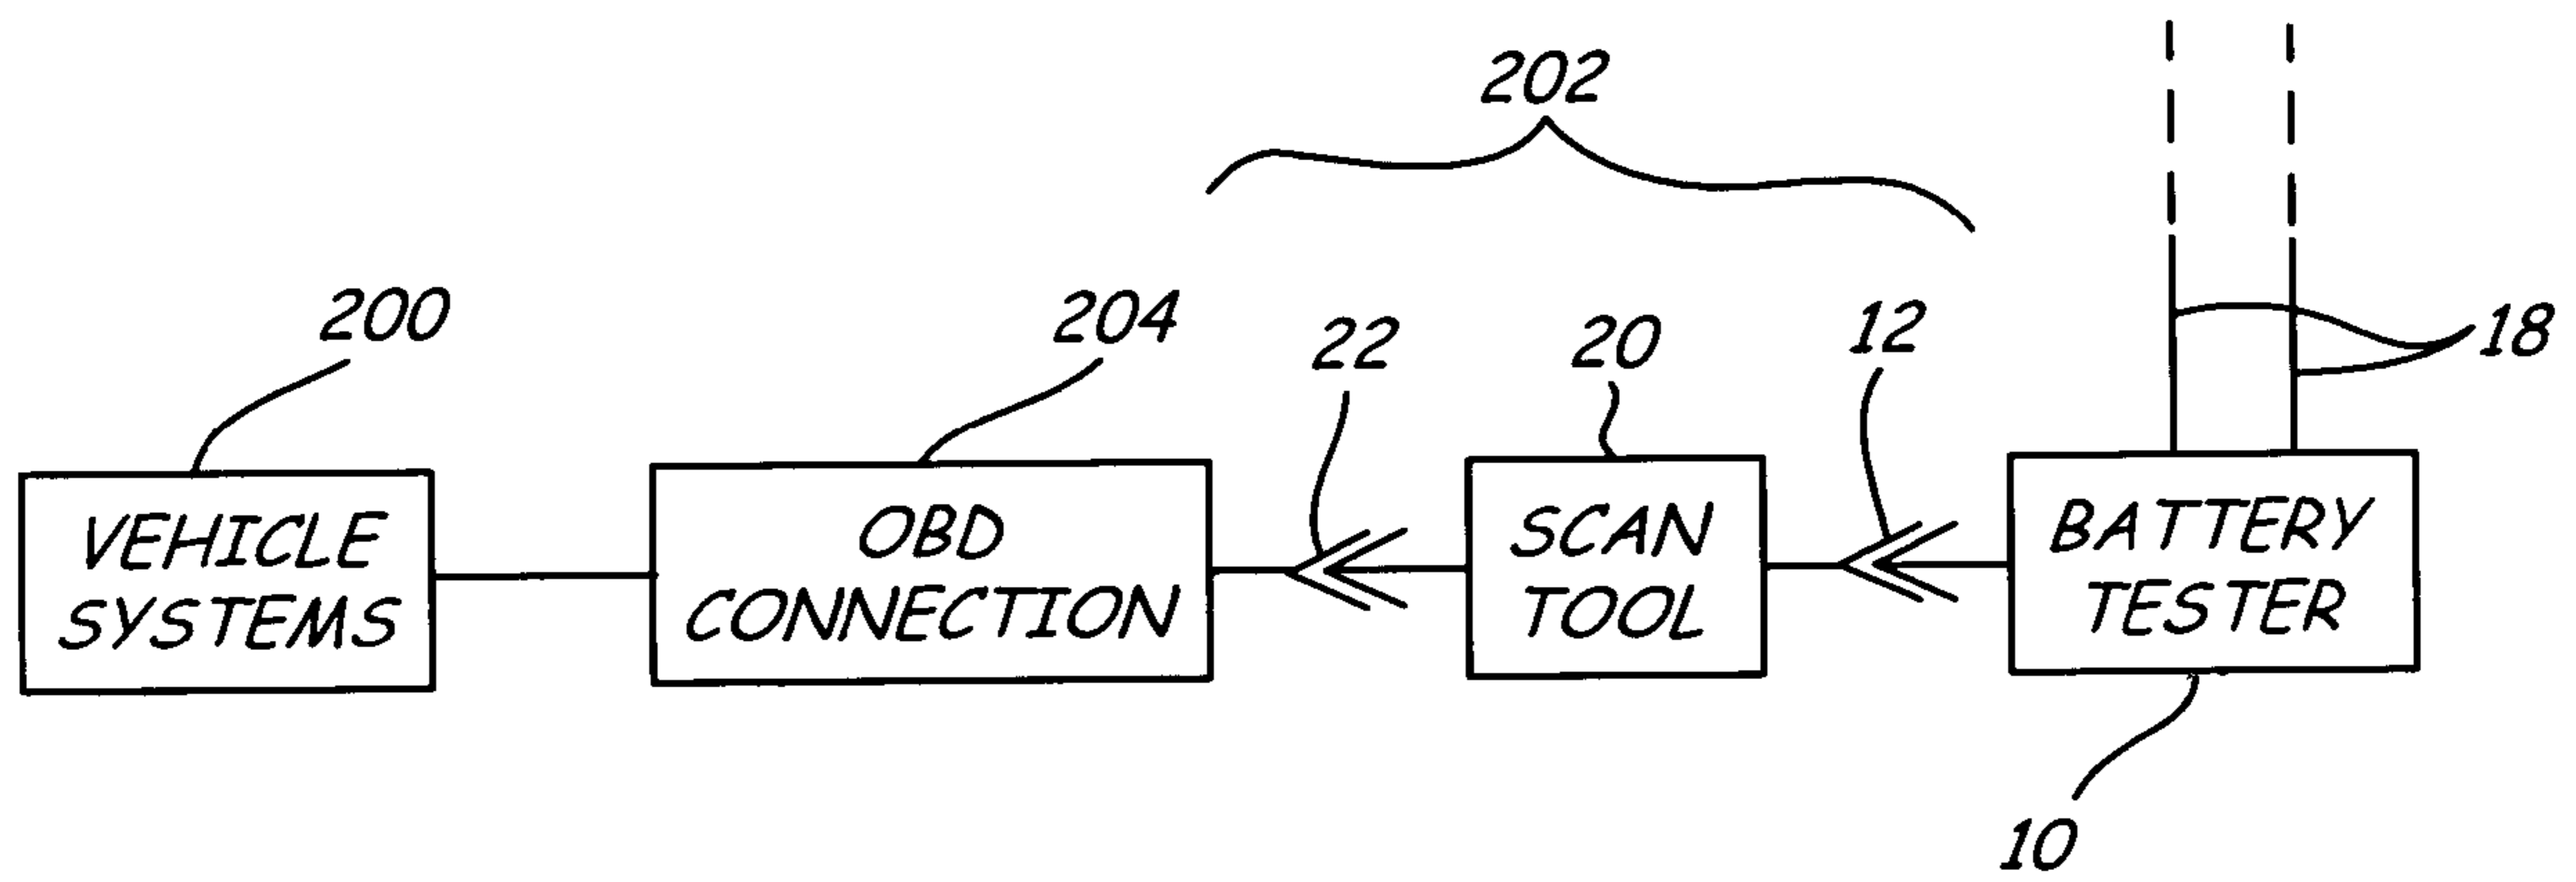 202
200
204
22
20
12
18
VEHICLE
SYSTEMS
OBD
CONNECTION
SCAN
TOOL
BATTERY
TESTER
10